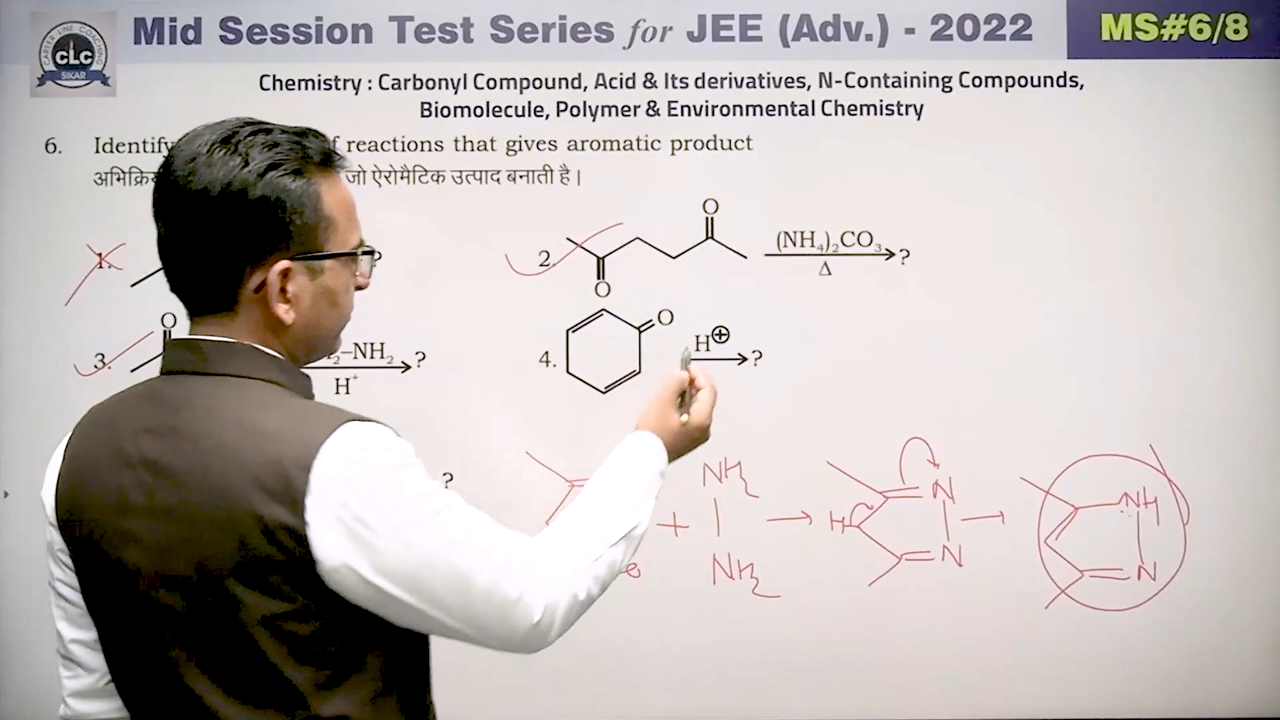 CAREER LINE COACHING
CLC
SIKAR
Mid Session Test Series for JEE (Adv.) - 2022
MS#6/8
Chemistry : Carbonyl Compound, Acid & Its derivatives, N-Containing Compounds,
Biomolecule, Polymer & Environmental Chemistry
6. Identify reactions that gives aromatic product
जो ऐरोमैटिक उत्पाद बनाती है।
1. ?
2. O O (NH₄)₂CO₃ Δ ?
3. O –NH₂ H⁺ ?
4. O H⊕ ?
?
+ NH₂ NH₂ → H N N → NH N